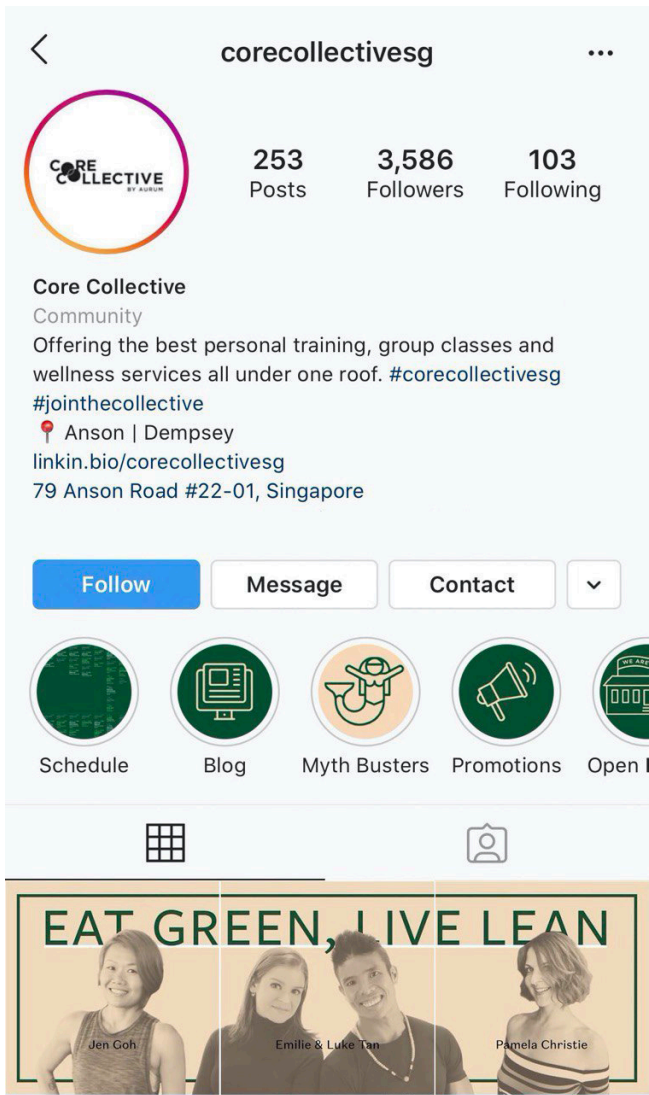 corecollectivesg
CORE
COLLECTIVE
BY AURUM
253
Posts
3,586
Followers
103
Following
Core Collective
Community
Offering the best personal training, group classes and
wellness services all under one roof. #corecollectivesg
#jointhecollective
Anson | Dempsey
linkin.bio/corecollectivesg
79 Anson Road #22-01, Singapore
Follow
Message
Contact
WE ARE
Schedule
Blog
Myth Busters
Promotions
Open
EAT GREEN, LIVE LEAN
Jen Goh
Emilie & Luke Tan
Pamela Christie